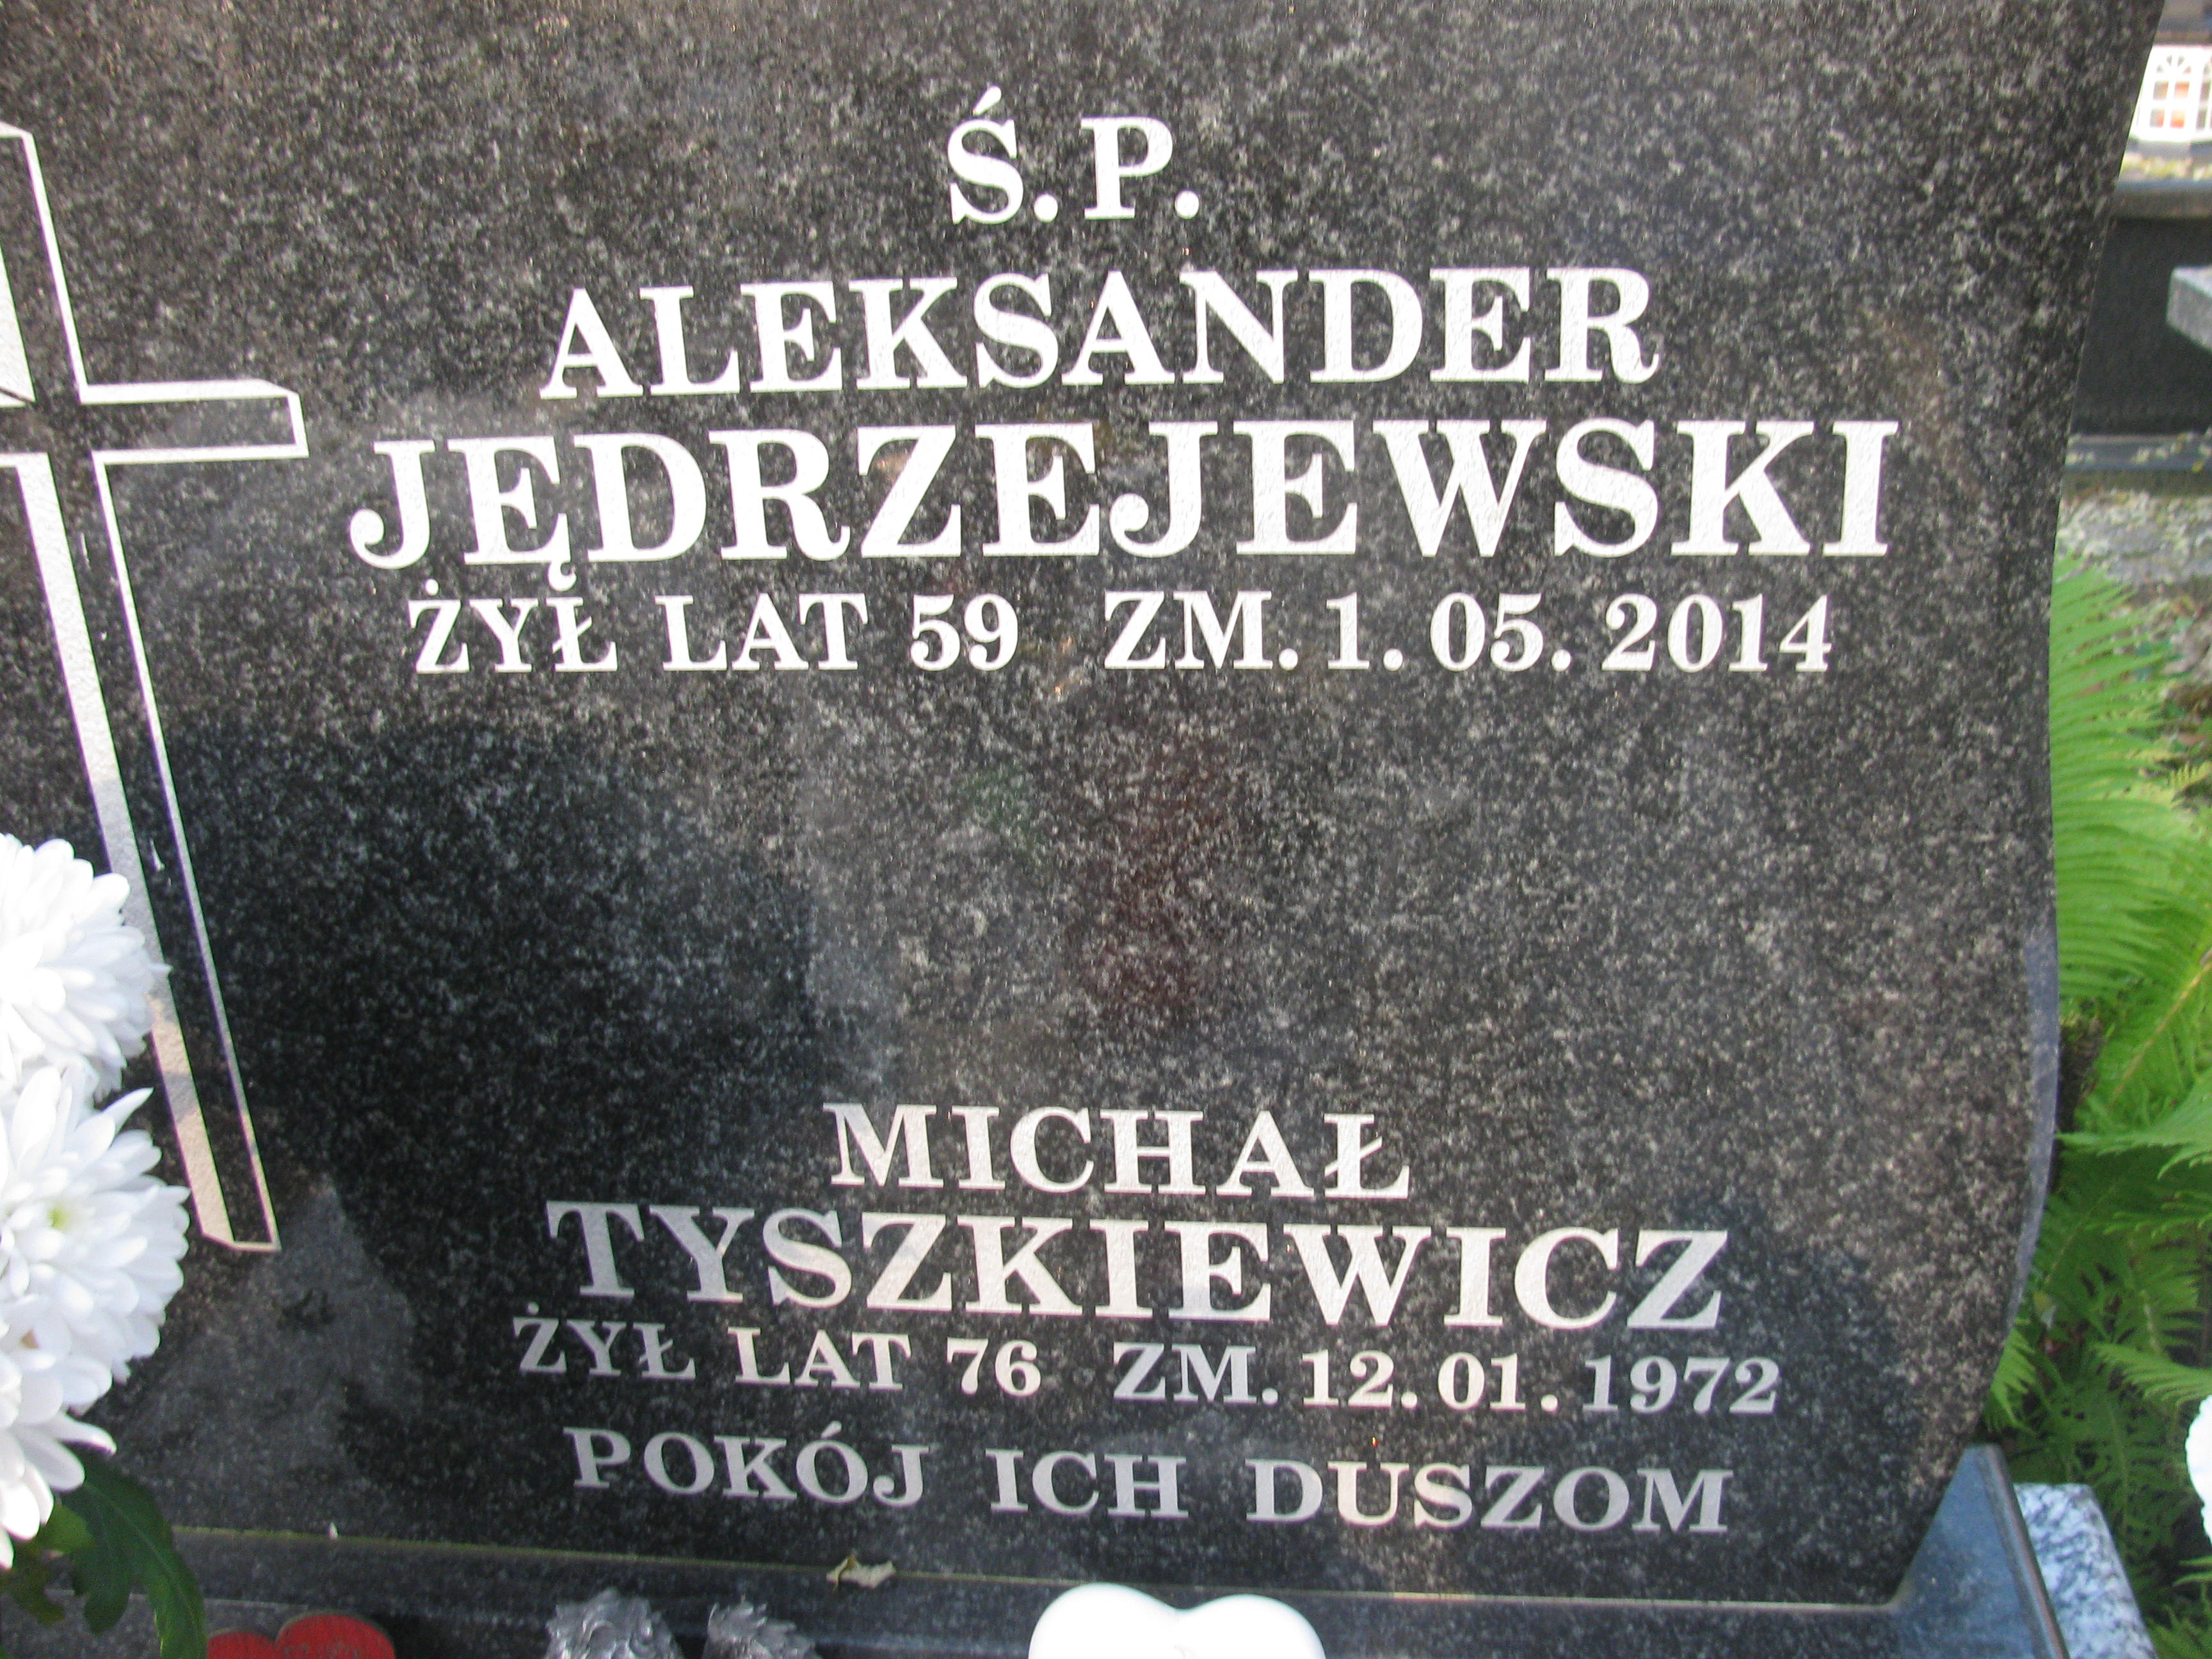 Ś.P.
ALEKSANDER
JĘDRZEJEWSKI
ŻYŁ LAT 59 ZM. 1. 05. 2014
MICHAŁ
TYSZKIEWICZ
ŻYŁ LAT 76 ZM. 12. 01. 1972
POKÓJ ICH DUSZOM